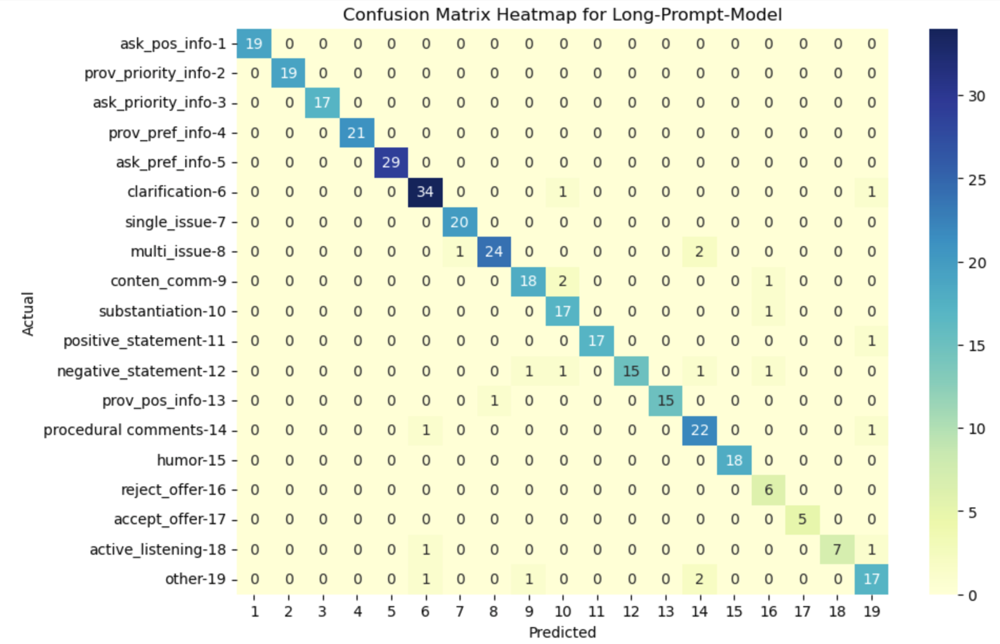 Confusion Matrix Heatmap for Long-Prompt-Model
ask_pos_info-1 19 0 0 0 0 0 0 0 0 0 0 0 0 0 0 0 0 0 0
prov_priority_info-2 0 19 0 0 0 0 0 0 0 0 0 0 0 0 0 0 0 0 0
ask_priority_info-3 0 0 17 0 0 0 0 0 0 0 0 0 0 0 0 0 0 0 0
prov_pref_info-4 0 0 0 21 0 0 0 0 0 0 0 0 0 0 0 0 0 0 0
ask_pref_info-5 0 0 0 0 29 0 0 0 0 0 0 0 0 0 0 0 0 0 0
clarification-6 0 0 0 0 0 34 0 0 0 1 0 0 0 0 0 0 0 0 1
single_issue-7 0 0 0 0 0 0 20 0 0 0 0 0 0 0 0 0 0 0 0
multi_issue-8 0 0 0 0 0 0 1 24 0 0 0 0 0 2 0 0 0 0 0
conten_comm-9 0 0 0 0 0 0 0 0 18 2 0 0 0 0 0 1 0 0 0
substantiation-10 0 0 0 0 0 0 0 0 0 17 0 0 0 0 0 1 0 0 0
positive_statement-11 0 0 0 0 0 0 0 0 0 0 17 0 0 0 0 0 0 0 1
negative_statement-12 0 0 0 0 0 0 0 0 1 1 0 15 0 1 0 1 0 0 0
prov_pos_info-13 0 0 0 0 0 0 0 1 0 0 0 0 15 0 0 0 0 0 0
procedural comments-14 0 0 0 0 0 1 0 0 0 0 0 0 0 22 0 0 0 0 1
humor-15 0 0 0 0 0 0 0 0 0 0 0 0 0 0 18 0 0 0 0
reject_offer-16 0 0 0 0 0 0 0 0 0 0 0 0 0 0 0 6 0 0 0
accept_offer-17 0 0 0 0 0 0 0 0 0 0 0 0 0 0 0 0 5 0 0
active_listening-18 0 0 0 0 0 1 0 0 0 0 0 0 0 0 0 0 0 7 1
other-19 0 0 0 0 0 1 0 0 1 0 0 0 0 2 0 0 0 0 17
1 2 3 4 5 6 7 8 9 10 11 12 13 14 15 16 17 18 19
Predicted
Actual
30
25
20
15
10
5
0